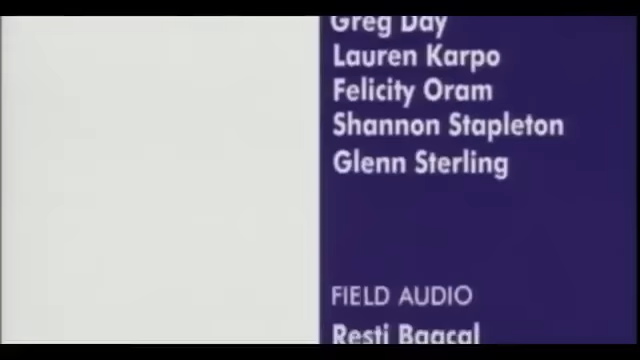 Greg Day
Lauren Karpo
Felicity Oram
Shannon Stapleton
Glenn Sterling
FIELD AUDIO
Resti Bagcal